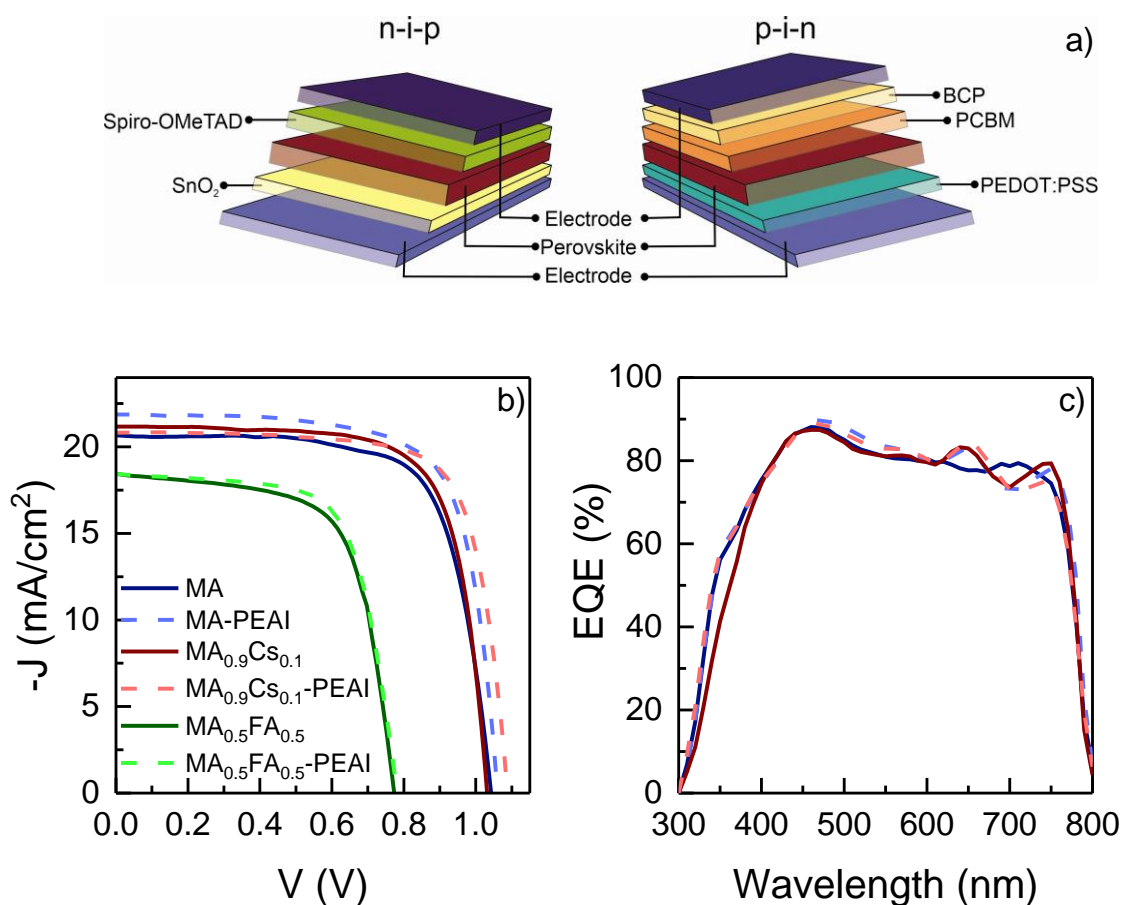 n-i-p
p-i-n
a)
Spiro-OMeTAD
SnO₂
BCP
PCBM
PEDOT:PSS
Electrode
Perovskite
Electrode
b)
-J (mA/cm²)
20
15
10
5
0
MA
MA-PEAI
MA₀.₉Cs₀.₁
MA₀.₉Cs₀.₁-PEAI
MA₀.₅FA₀.₅
MA₀.₅FA₀.₅-PEAI
0.0 0.2 0.4 0.6 0.8 1.0
V (V)
c)
EQE (%)
100
80
60
40
20
0
300 400 500 600 700 800
Wavelength (nm)